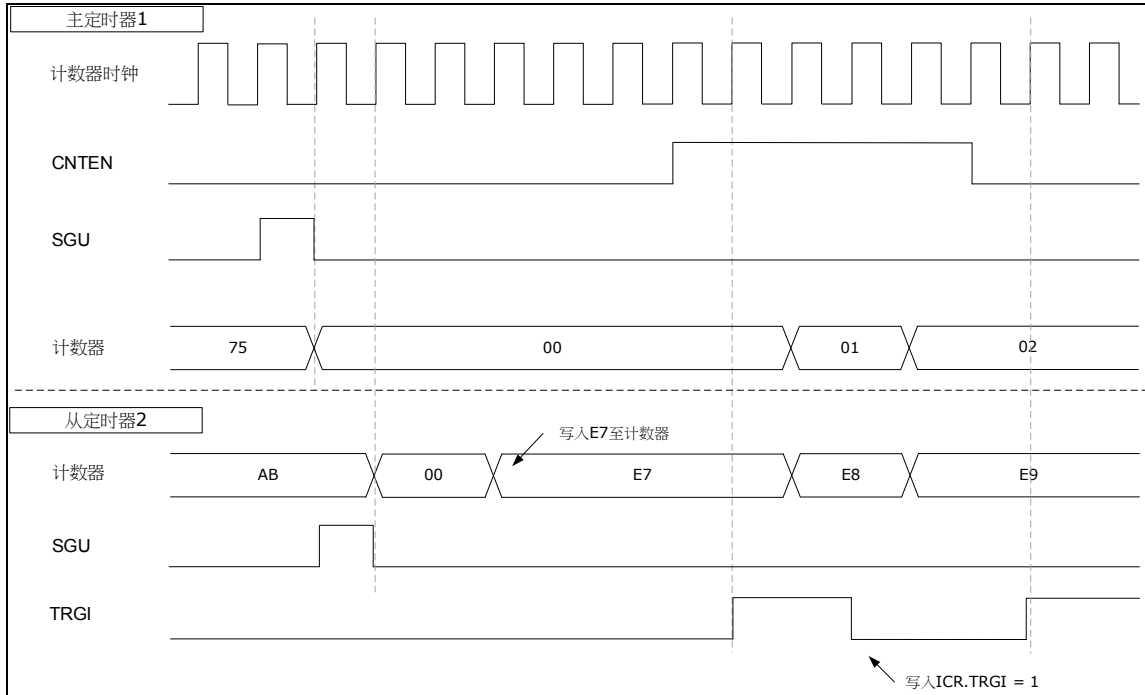 主定时器1
计数器时钟
CNTEN
SGU
计数器
75
00
01
02
从定时器2
写入E7至计数器
计数器
AB
00
E7
E8
E9
SGU
TRGI
写入ICR.TRGI = 1